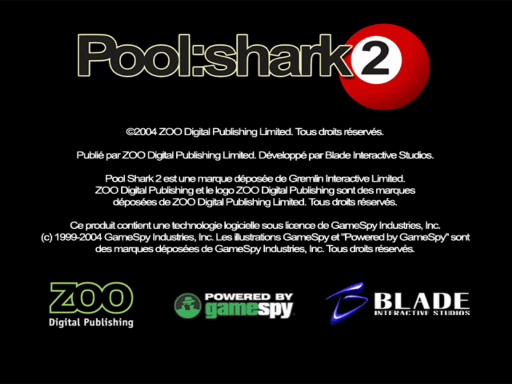 Pool:shark 2
©2004 ZOO Digital Publishing Limited. Tous droits réservés.
Publié par ZOO Digital Publishing Limited. Développé par Blade Interactive Studios.
Pool Shark 2 est une marque déposée de Gremlin Interactive Limited.
ZOO Digital Publishing et le logo ZOO Digital Publishing sont des marques
déposées de ZOO Digital Publishing Limited. Tous droits réservés.
Ce produit contient une technologie logicielle sous licence de GameSpy Industries, Inc.
(c) 1999-2004 GameSpy Industries, Inc. Les illustrations GameSpy et "Powered by GameSpy" sont
des marques déposées de GameSpy Industries, Inc. Tous droits réservés.
ZOO
Digital Publishing
POWERED BY
gamespy
BLADE
INTERACTIVE STUDIOS